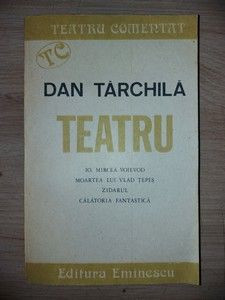 TEATRU COMENTAT
TC
DAN TĂRCHILĂ
TEATRU
IO, MIRCEA VOIEVOD
MOARTEA LUI VLAD ȚEPEȘ
ZIDARUL
CĂLĂTORIA FANTASTICĂ
Editura Eminescu